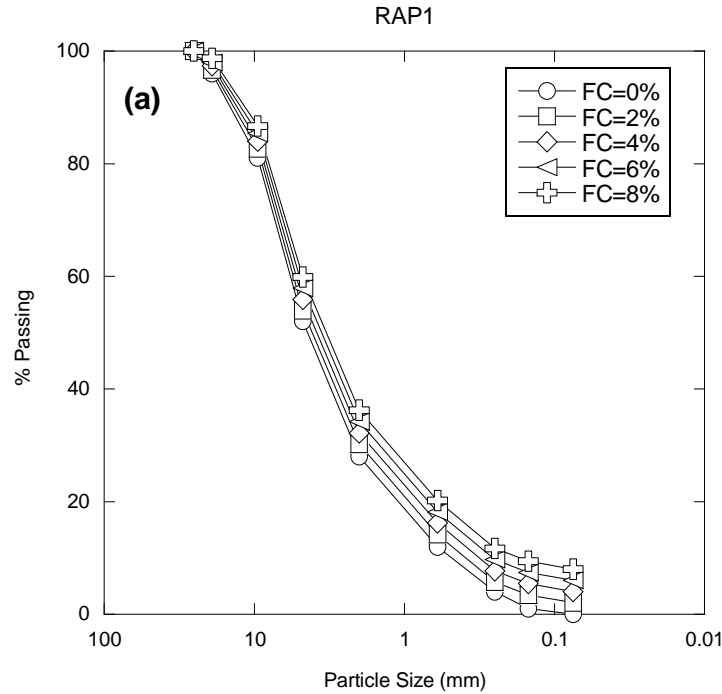 RAP1
100
80
60
40
20
0
% Passing
(a)
FC=0%
FC=2%
FC=4%
FC=6%
FC=8%
100 10 1 0.1 0.01
Particle Size (mm)